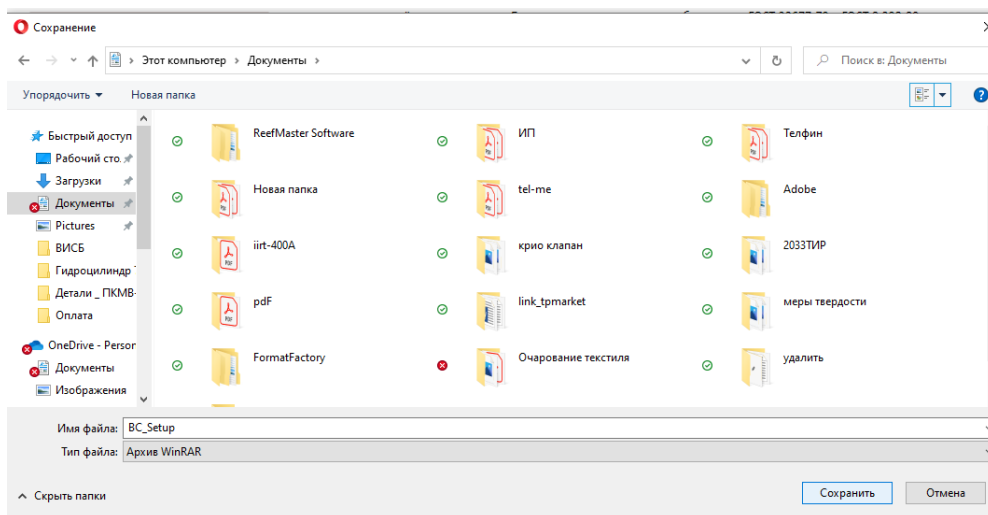 Сохранение
Этот компьютер › Документы ›
Поиск в: Документы
Упорядочить
Новая папка
Быстрый доступ
Рабочий сто.
Загрузки
Документы
Pictures
ВИСБ
Гидроцилиндр
Детали _ ПКМВ-
Оплата
OneDrive - Person
Документы
Изображения
ReefMaster Software
ИП
Телфин
Новая папка
tel-me
Adobe
iirt-400A
крио клапан
2033ТИР
pdF
link_tpmarket
меры твердости
FormatFactory
Очарование текстиля
удалить
Имя файла: BC_Setup
Тип файла: Архив WinRAR
Скрыть папки
Сохранить
Отмена